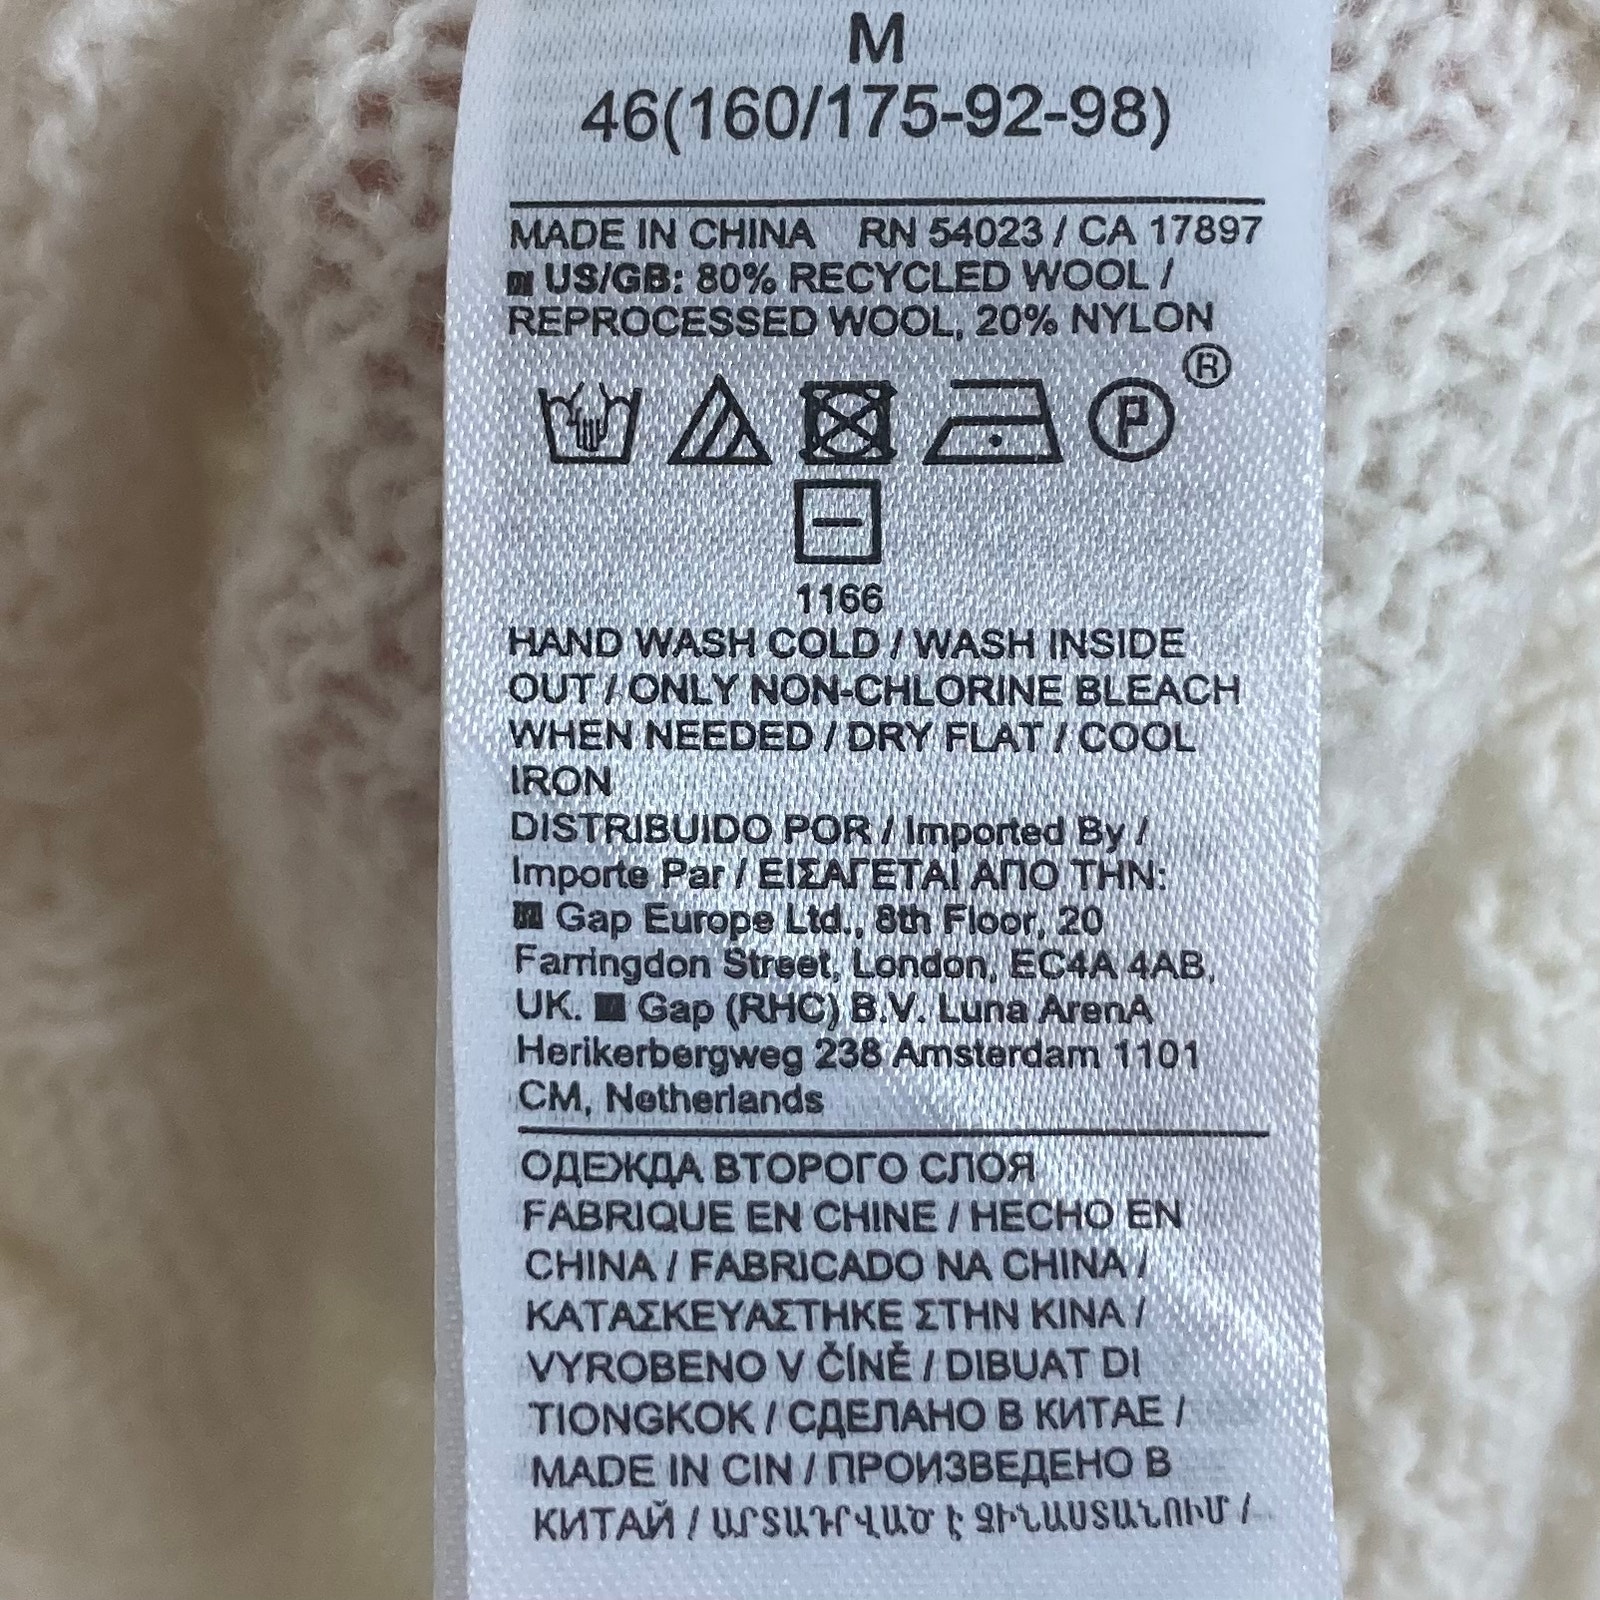 M
46(160/175-92-98)
MADE IN CHINA RN 54023 / CA 17897
US/GB: 80% RECYCLED WOOL /
REPROCESSED WOOL, 20% NYLON
®
P
1166
HAND WASH COLD / WASH INSIDE
OUT / ONLY NON-CHLORINE BLEACH
WHEN NEEDED / DRY FLAT / COOL
IRON
DISTRIBUIDO POR / Imported By /
Importe Par / ΕΙΣΑΓΕΤΑΙ ΑΠΟ ΤΗΝ:
Gap Europe Ltd., 8th Floor, 20
Farringdon Street, London, EC4A 4AB,
UK. Gap (RHC) B.V. Luna ArenA
Herikerbergweg 238 Amsterdam 1101
CM, Netherlands
ОДЕЖДА ВТОРОГО СЛОЯ
FABRIQUE EN CHINE / HECHO EN
CHINA / FABRICADO NA CHINA /
ΚΑΤΑΣΚΕΥΑΣΤΗΚΕ ΣΤΗΝ ΚΙΝΑ /
VYROBENO V ČÍNĚ / DIBUAT DI
TIONGKOK / СДЕЛАНО В КИТАЕ /
MADE IN CIN / ПРОИЗВЕДЕНО В
КИТАЙ / ԱՐՏԱԴՐՎԱԾ Է ՉԻՆԱՍՏԱՆՈՒՄ /